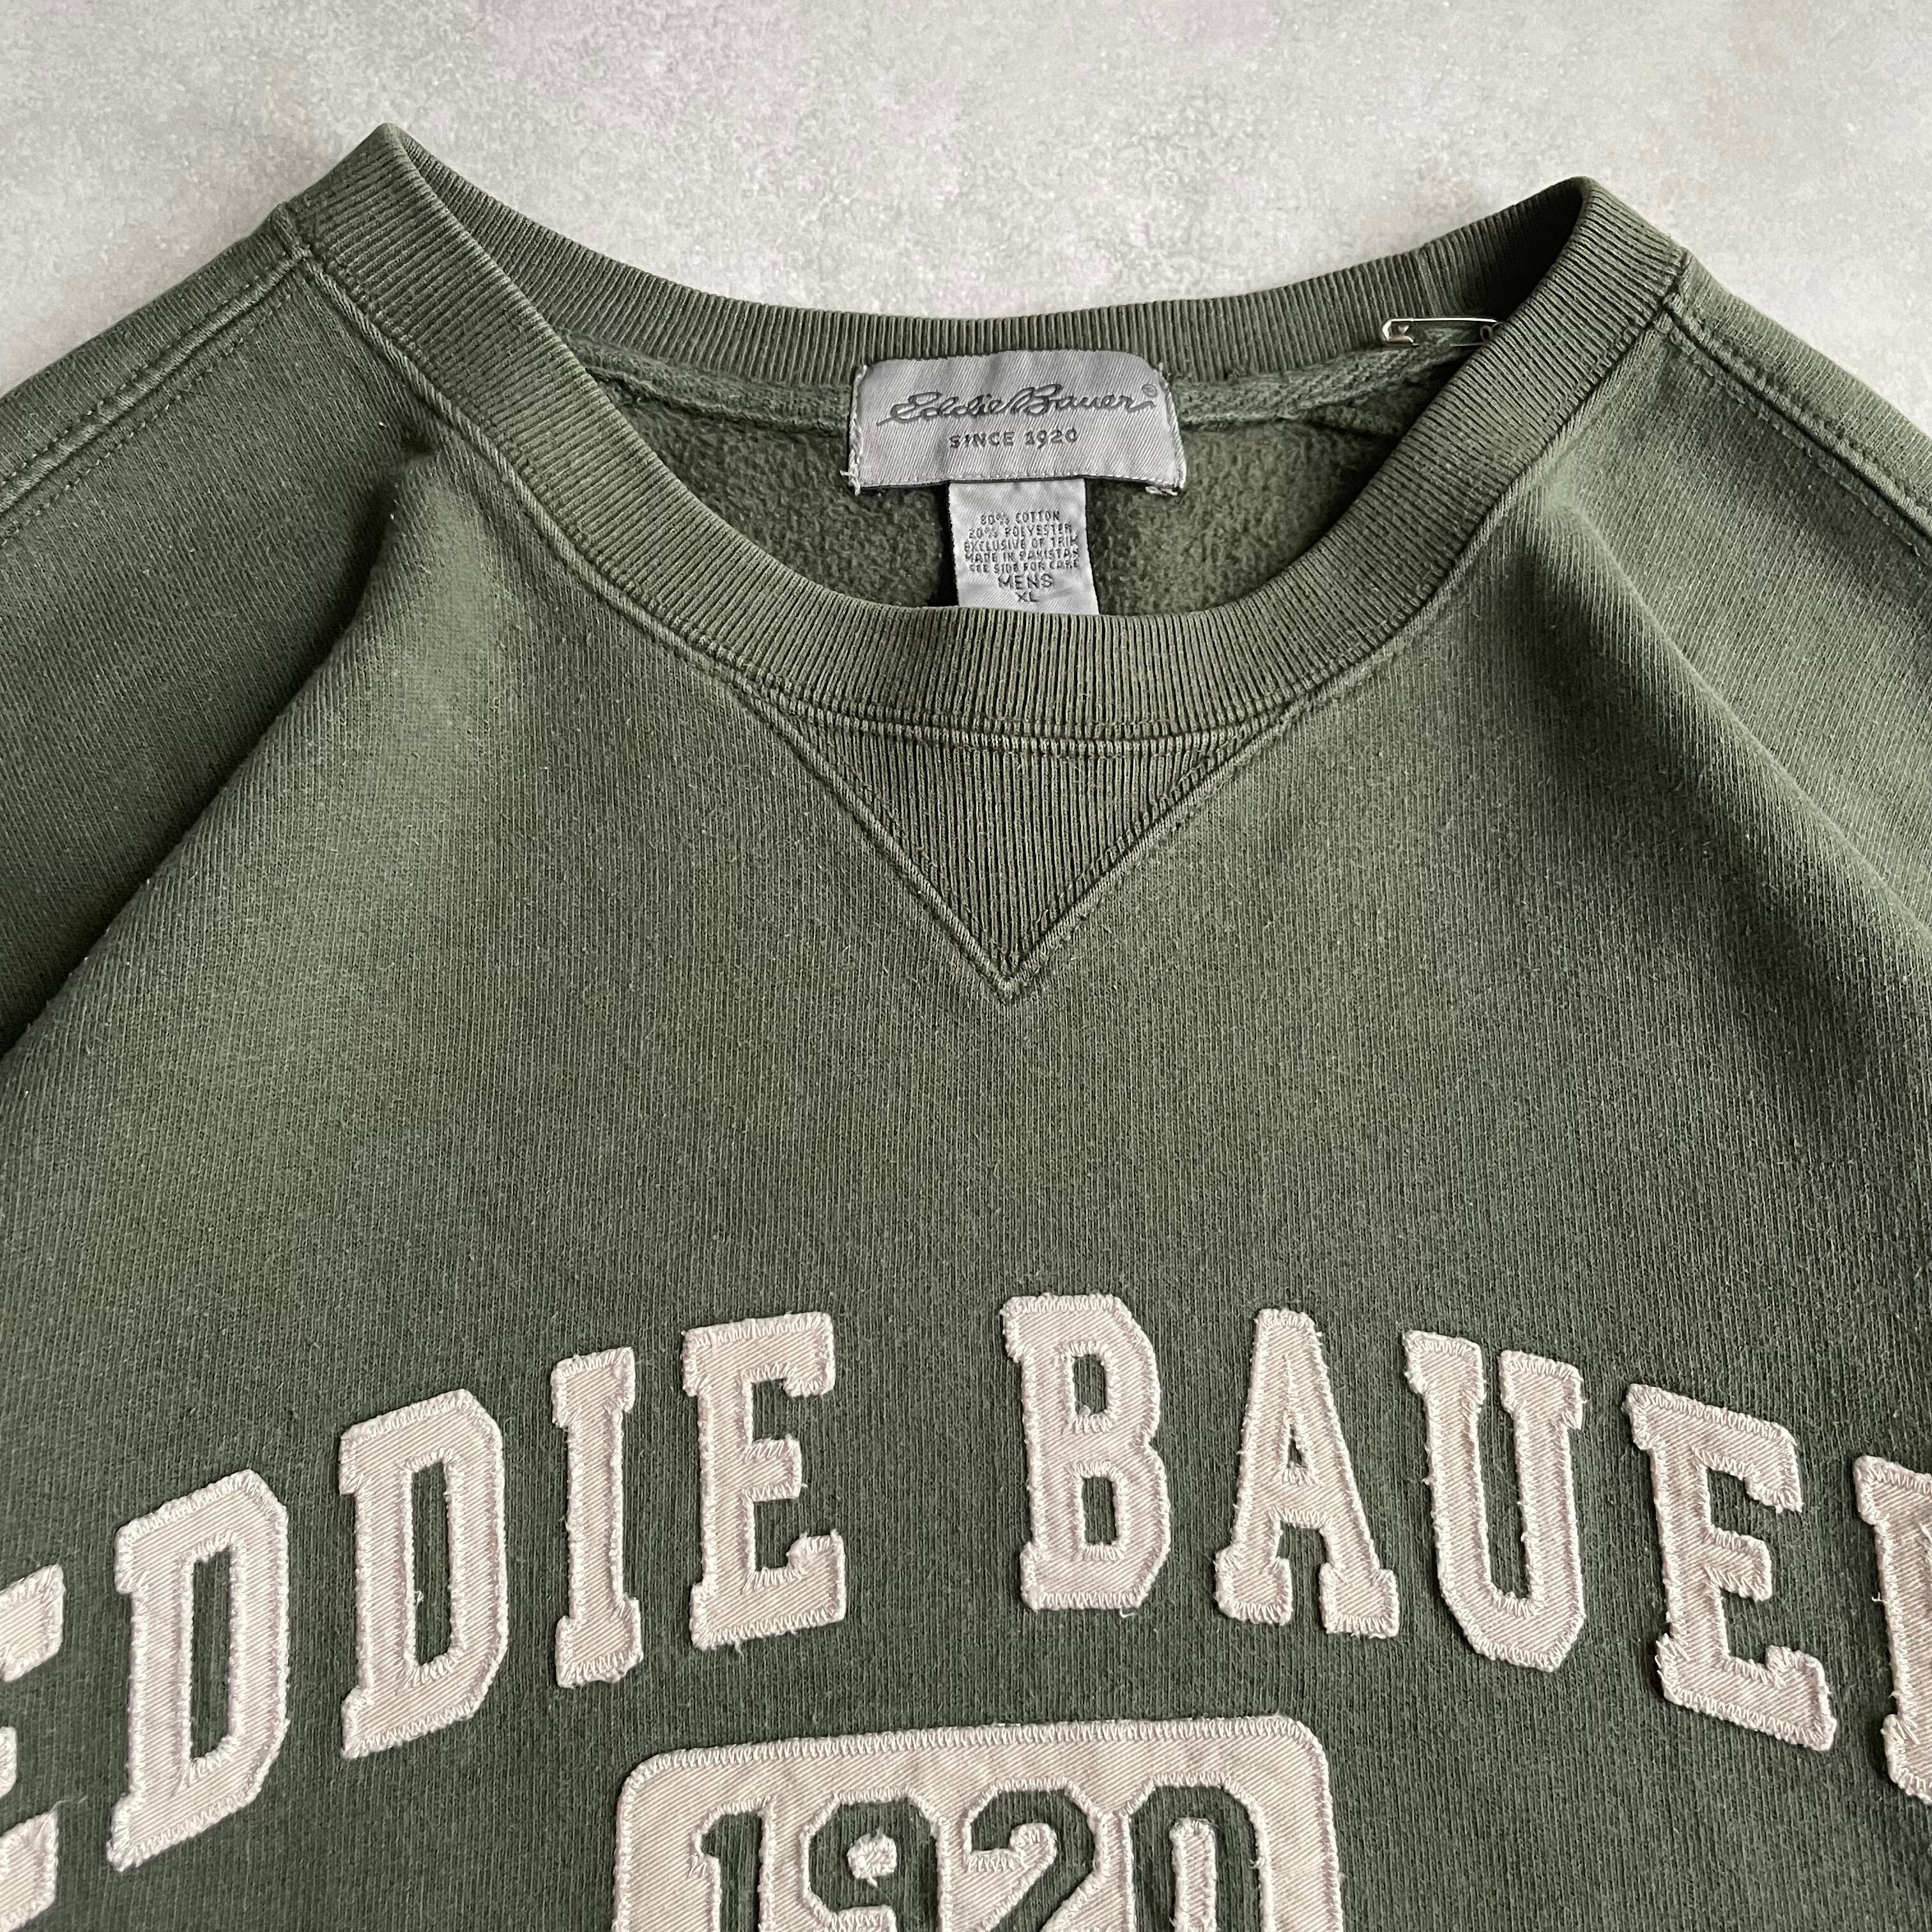 Eddie Bauer®
SINCE 1920
80% COTTON
20% POLYESTER
EXCLUSIVE OF TRIM
MADE IN PAKISTAN
SEE SIDE FOR CARE
MENS
XL
EDDIE BAUER
1920